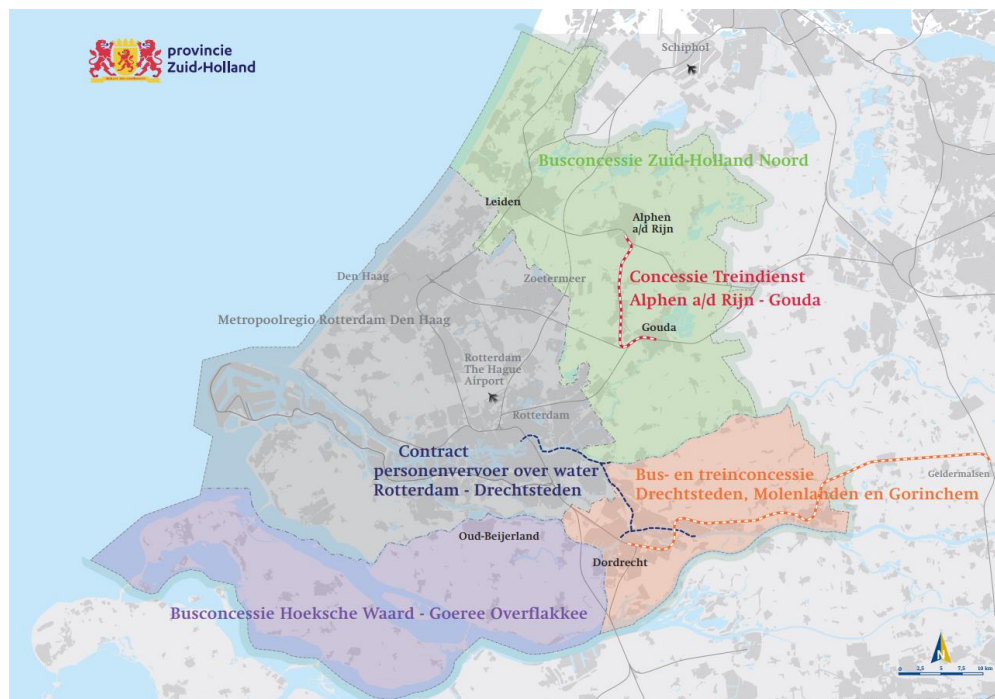 provincie
Zuid-Holland
Schiphol
Busconcessie Zuid-Holland Noord
Leiden
Alphen
a/d Rijn
Den Haag
Zoetermeer
Concessie Treindienst
Alphen a/d Rijn - Gouda
Metropoolregio Rotterdam Den Haag
Gouda
Rotterdam
The Hague
Airport
Rotterdam
Contract
personenvervoer over water
Rotterdam - Drechtsteden
Bus- en treinconcessie
Drechtsteden, Molenlanden en Gorinchem
Geldermalsen
Oud-Beijerland
Dordrecht
Busconcessie Hoeksche Waard - Goeree Overflakkee
N
0 2,5 5 7,5 10 km